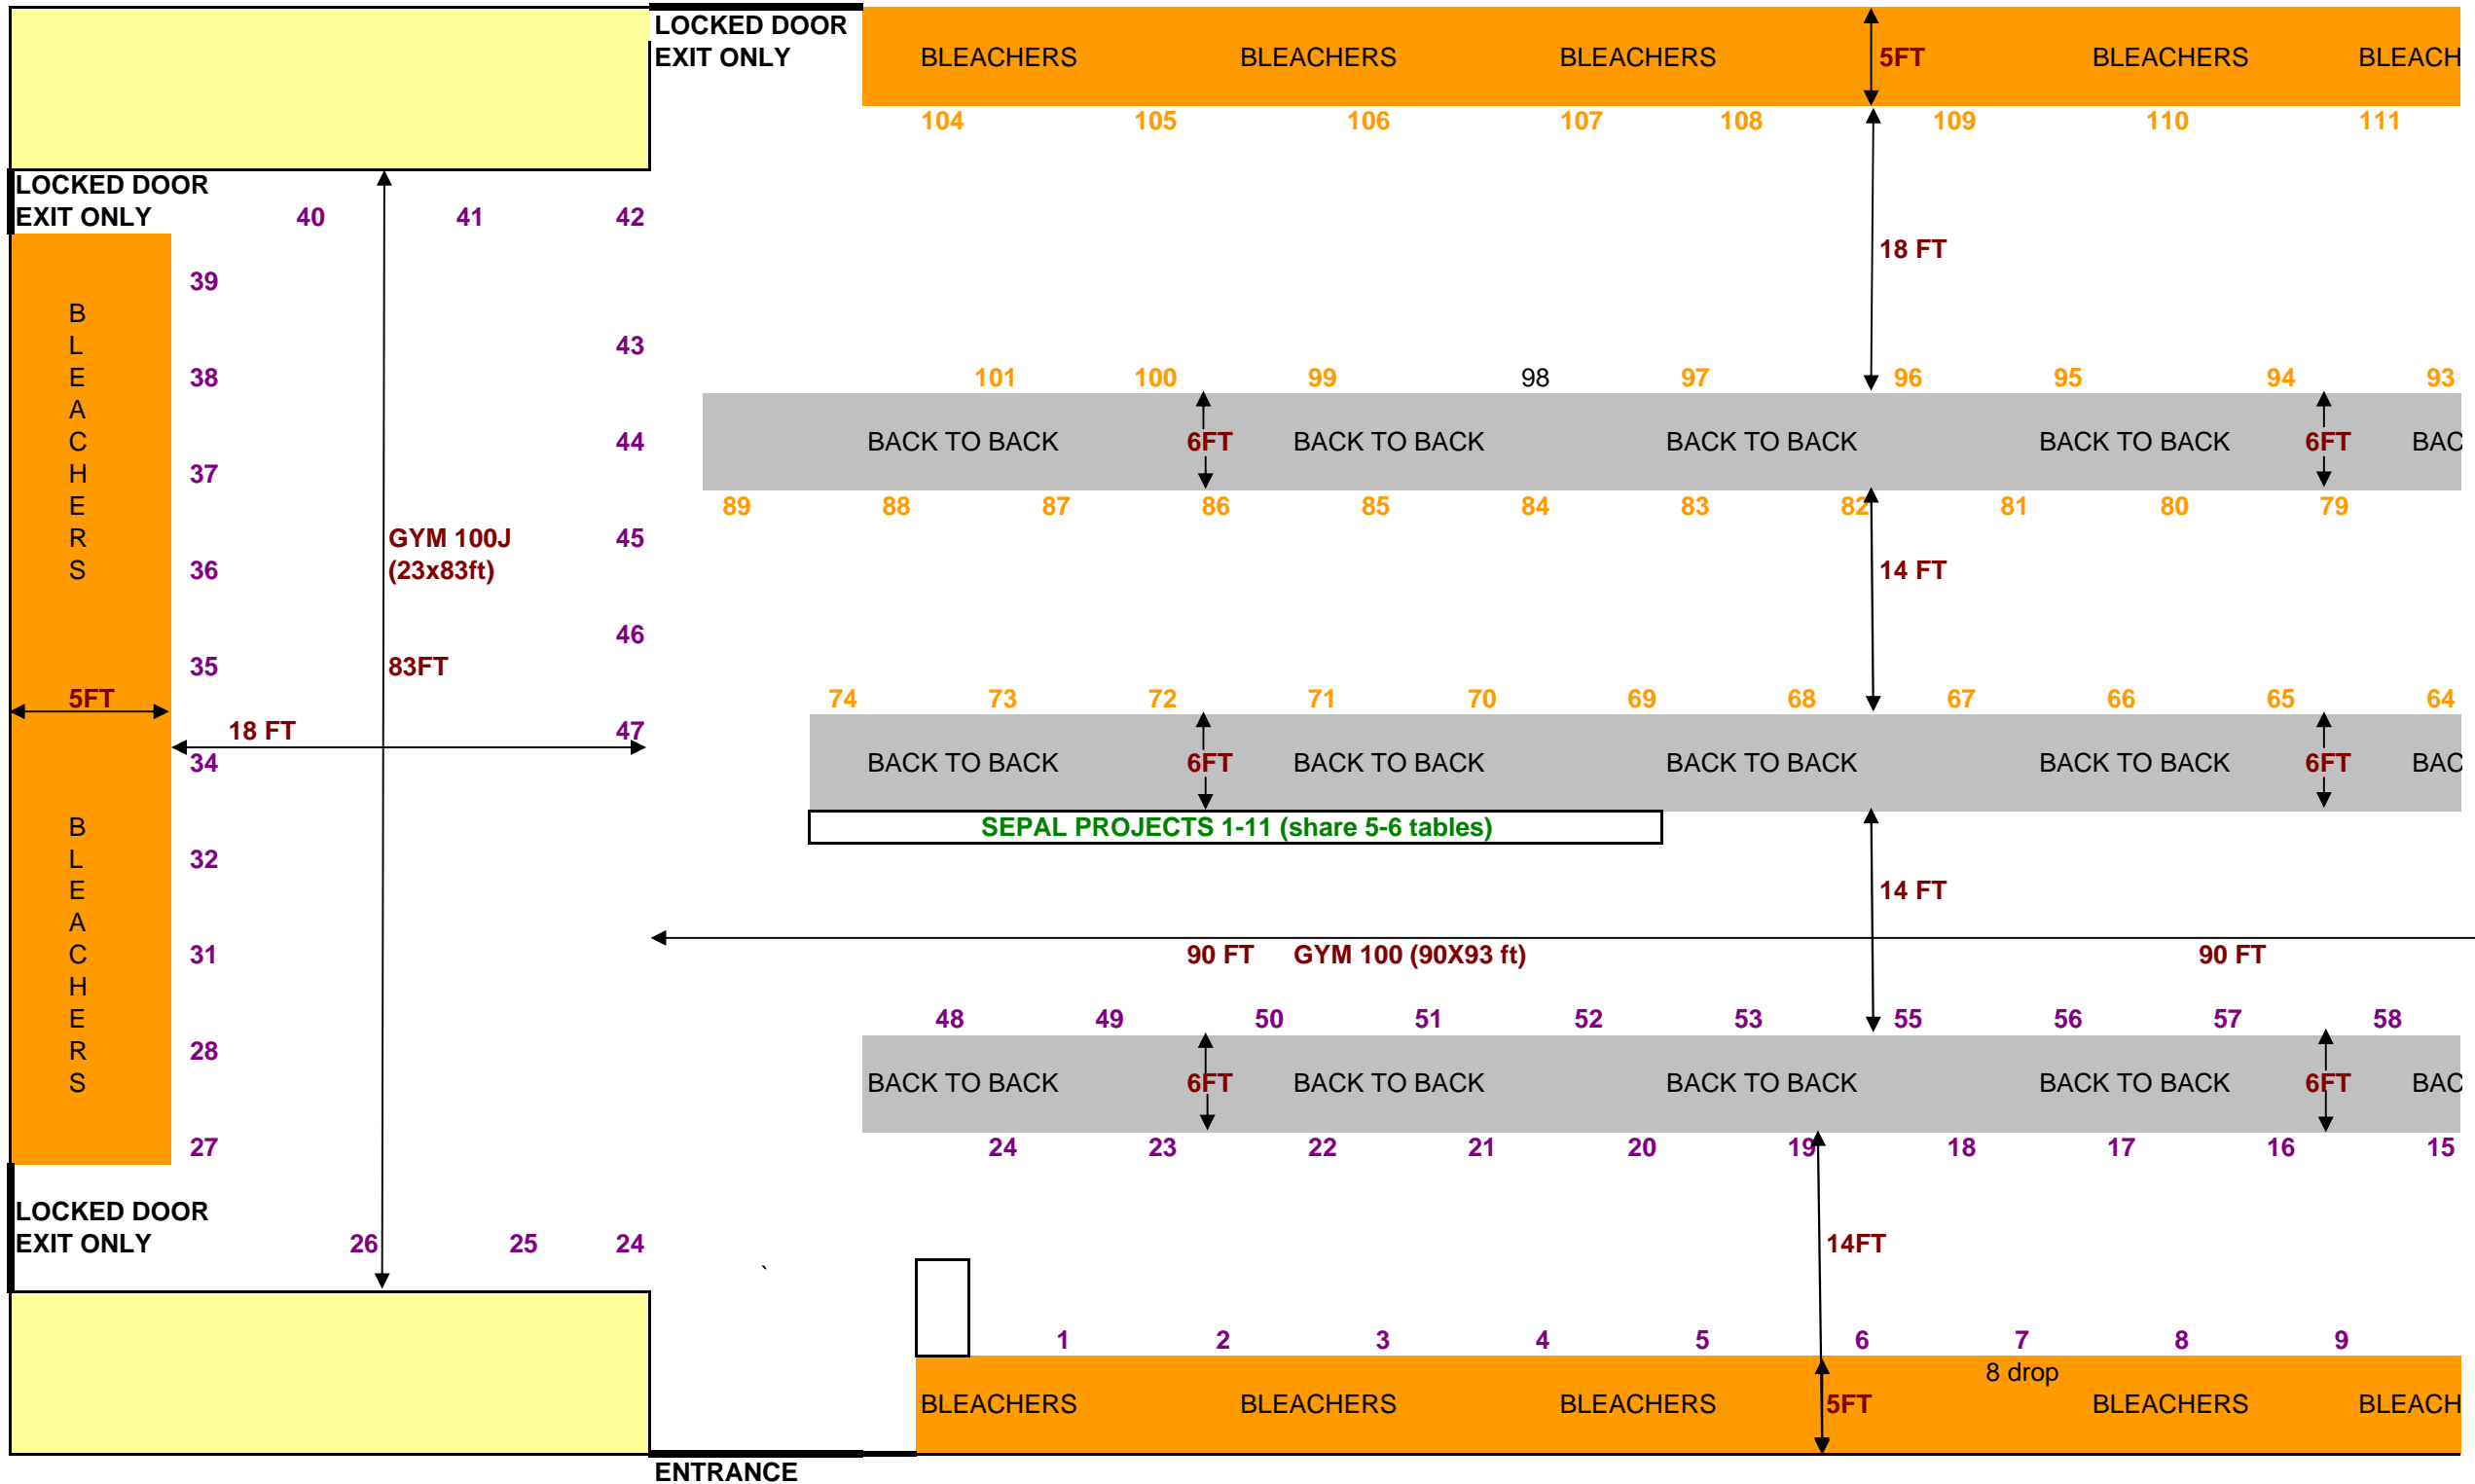 LOCKED DOOR
EXIT ONLY
BLEACHERS BLEACHERS BLEACHERS 5FT BLEACHERS BLEACH
104 105 106 107 108 109 110 111
LOCKED DOOR
EXIT ONLY 40 41 42
18 FT
39
BLEACHERS
43
38 101 100 99 98 97 96 95 94 93
44 BACK TO BACK 6FT BACK TO BACK BACK TO BACK BACK TO BACK 6FT BAC
37
89 88 87 86 85 84 83 82 81 80 79
GYM 100J 45
36 (23x83ft) 14 FT
46
35 83FT
5FT 74 73 72 71 70 69 68 67 66 65 64
18 FT 47
34 BACK TO BACK 6FT BACK TO BACK BACK TO BACK BACK TO BACK 6FT BAC
BLEACHERS
SEPAL PROJECTS 1-11 (share 5-6 tables)
32
14 FT
31 90 FT GYM 100 (90X93 ft) 90 FT
48 49 50 51 52 53 55 56 57 58
28
BACK TO BACK 6FT BACK TO BACK BACK TO BACK BACK TO BACK 6FT BAC
27 24 23 22 21 20 19 18 17 16 15
LOCKED DOOR
EXIT ONLY 26 25 24 14FT
`
1 2 3 4 5 6 7 8 9
8 drop
BLEACHERS BLEACHERS BLEACHERS 5FT BLEACHERS BLEACH
ENTRANCE